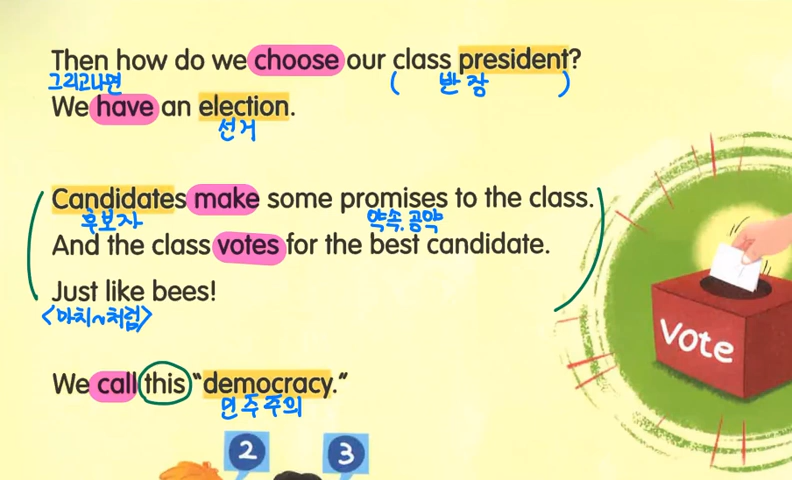 Then how do we choose our class president?
그리고나면 ( 반장 )
We have an election.
선거
Candidates make some promises to the class.
후보자 약속, 공약
And the class votes for the best candidate.
Just like bees!
<마치~처럼>
Vote
We call this "democracy."
민주주의
2 3